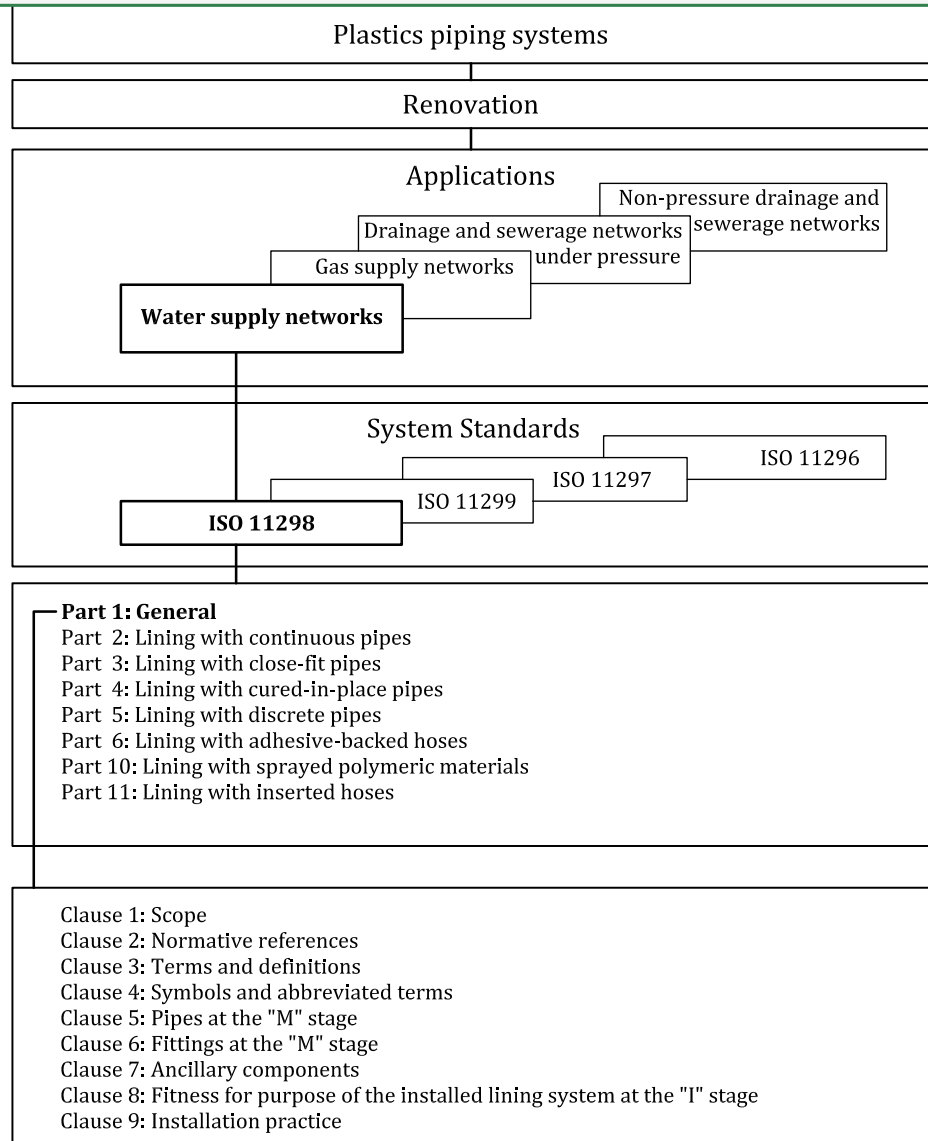 Plastics piping systems
Renovation
Applications
Non-pressure drainage and
sewerage networks
Drainage and sewerage networks
under pressure
Gas supply networks
Water supply networks
System Standards
ISO 11296
ISO 11297
ISO 11299
ISO 11298
Part 1: General
Part 2: Lining with continuous pipes
Part 3: Lining with close-fit pipes
Part 4: Lining with cured-in-place pipes
Part 5: Lining with discrete pipes
Part 6: Lining with adhesive-backed hoses
Part 10: Lining with sprayed polymeric materials
Part 11: Lining with inserted hoses
Clause 1: Scope
Clause 2: Normative references
Clause 3: Terms and definitions
Clause 4: Symbols and abbreviated terms
Clause 5: Pipes at the "M" stage
Clause 6: Fittings at the "M" stage
Clause 7: Ancillary components
Clause 8: Fitness for purpose of the installed lining system at the "I" stage
Clause 9: Installation practice